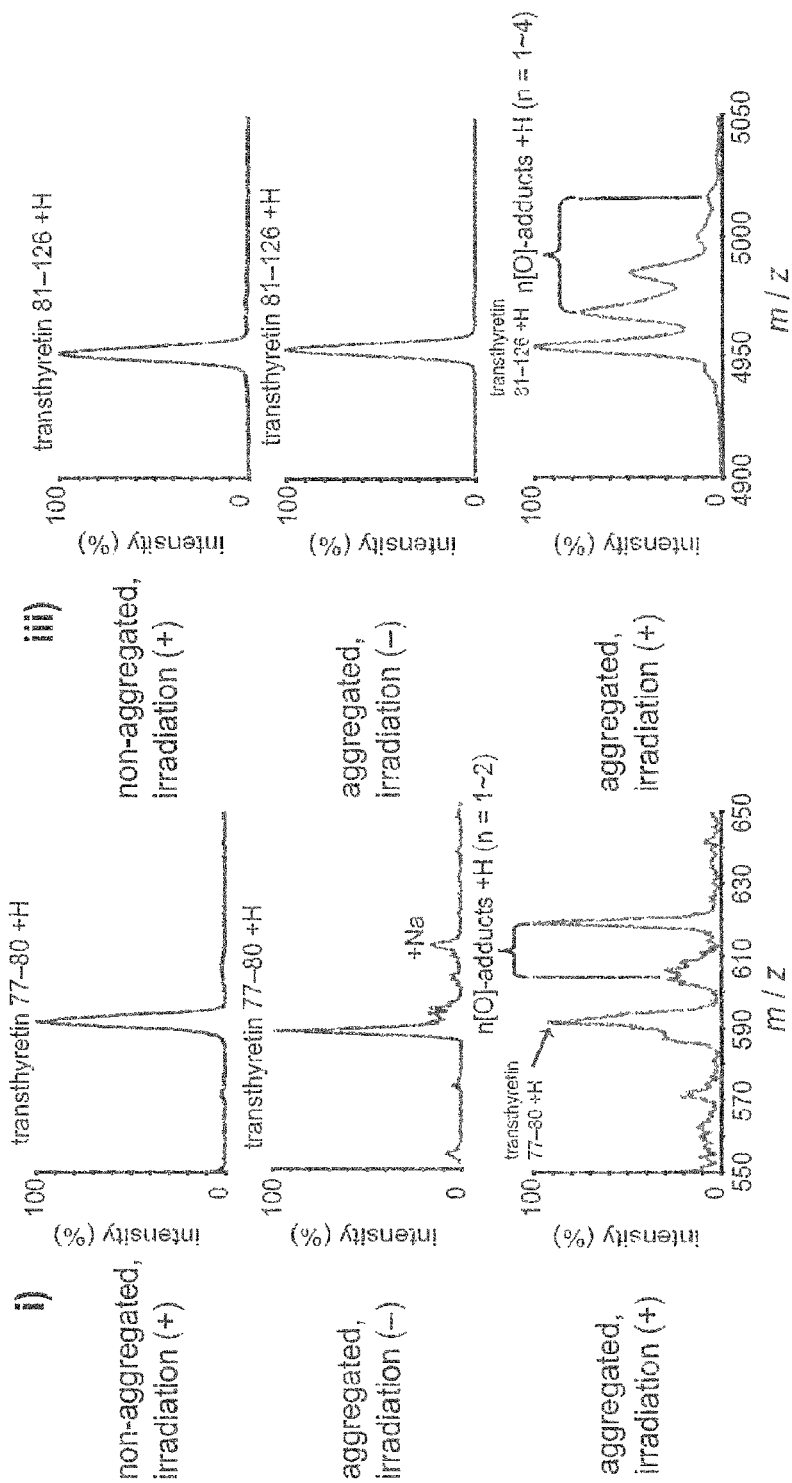 i)
non-aggregated,
irradiation (+)
intensity (%)
100
0
transthyretin 77–80 +H
aggregated,
irradiation (–)
intensity (%)
100
0
transthyretin 77–80 +H
+Na
aggregated,
irradiation (+)
intensity (%)
100
0
transthyretin
77–80 +H
n[O]-adducts +H (n = 1~2)
550
570
590
610
630
650
m / z
iii)
non-aggregated,
irradiation (+)
intensity (%)
100
0
transthyretin 81–126 +H
aggregated,
irradiation (–)
intensity (%)
100
0
transthyretin 81–126 +H
aggregated,
irradiation (+)
intensity (%)
100
0
transthyretin
81–126 +H
n[O]-adducts +H (n = 1~4)
4900
4950
5000
5050
m / z